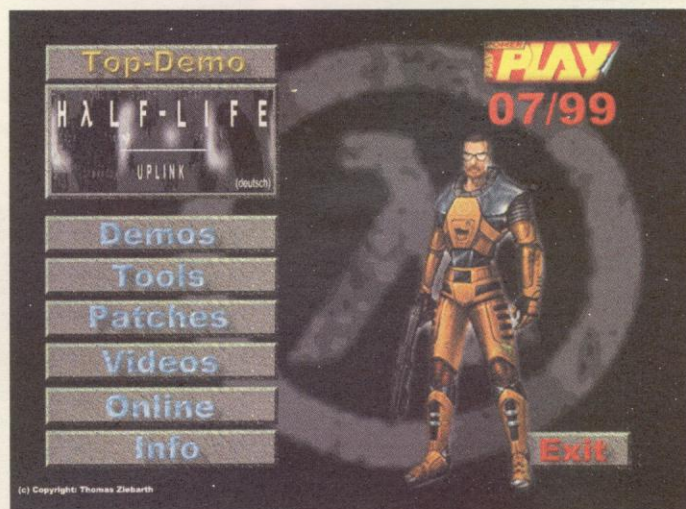 Top-Demo
HλLF-LIFE
UPLINK
(deutsch)
Demos
Tools
Patches
Videos
Online
Info
PLAY
07/99
Exit
(c) Copyright: Thomas Ziebarth